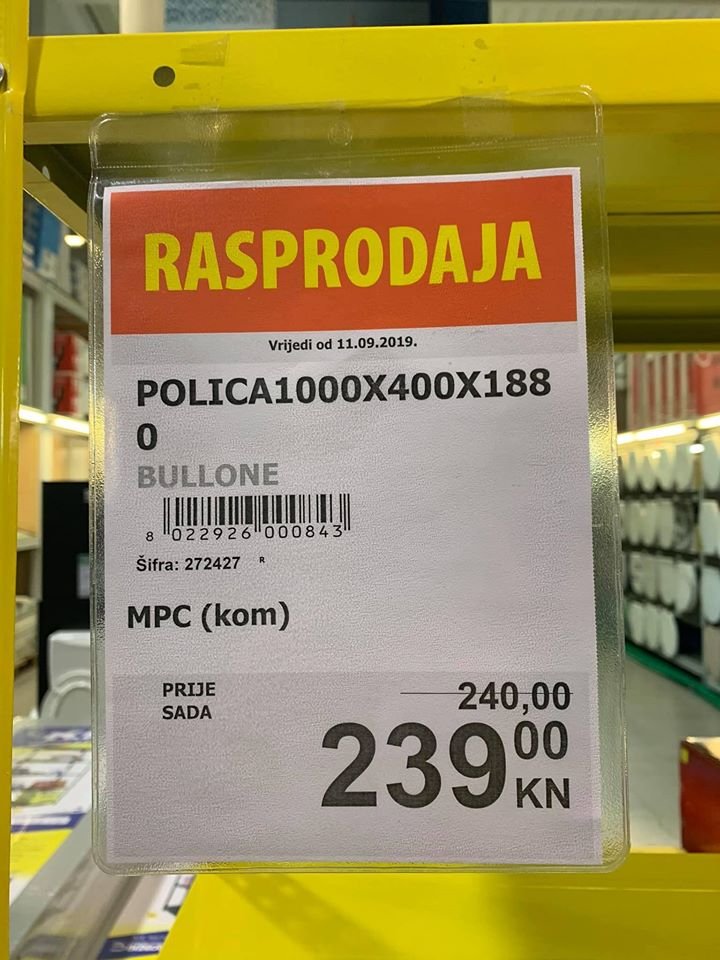 RASPRODAJA
Vrijedi od 11.09.2019.
POLICA1000X400X188
0
BULLONE
8 022926 000843
Šifra: 272427 R
MPC (kom)
PRIJE 240,00
SADA 239 00 KN